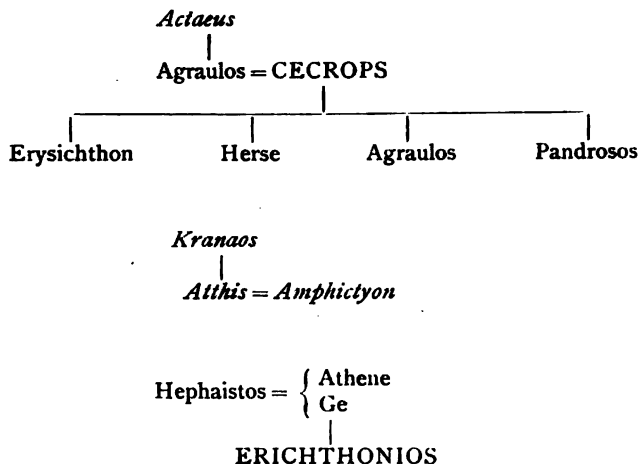 Actaeus
Agraulos = CECROPS
Erysichthon Herse Agraulos Pandrosos
Kranaos
Atthis = Amphictyon
Hephaistos = { Athene
Ge
ERICHTHONIOS